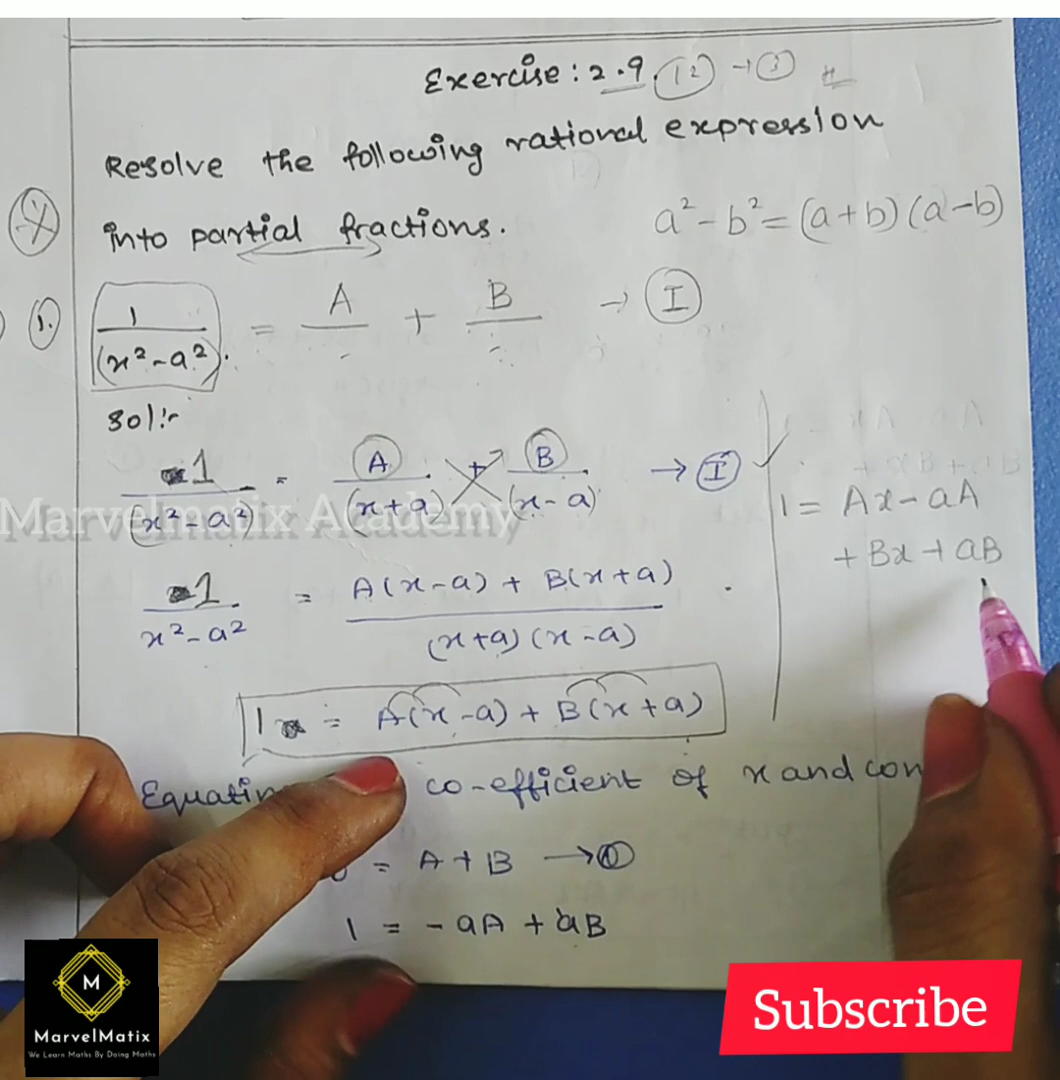 Exercise: 2.9 (12) → (3)
Resolve the following rational expression
into partial fractions.
a² - b² = (a+b) (a-b)
1. 1/(x² - a²) = A/ + B/ → I
Sol:-
1/(x² - a²) = A/(x+a) + B/(x-a) → I
1 = Ax - aA
+ Bx + aB
Marvelmatix Academy
1/x² - a² = A(x-a) + B(x+a)/(x+a) (x-a)
1 = A(x-a) + B(x+a)
co-efficient of x and
= A + B → 1
1 = -aA + aB
M
MarvelMatix
We Learn Maths By Doing Maths
Subscribe